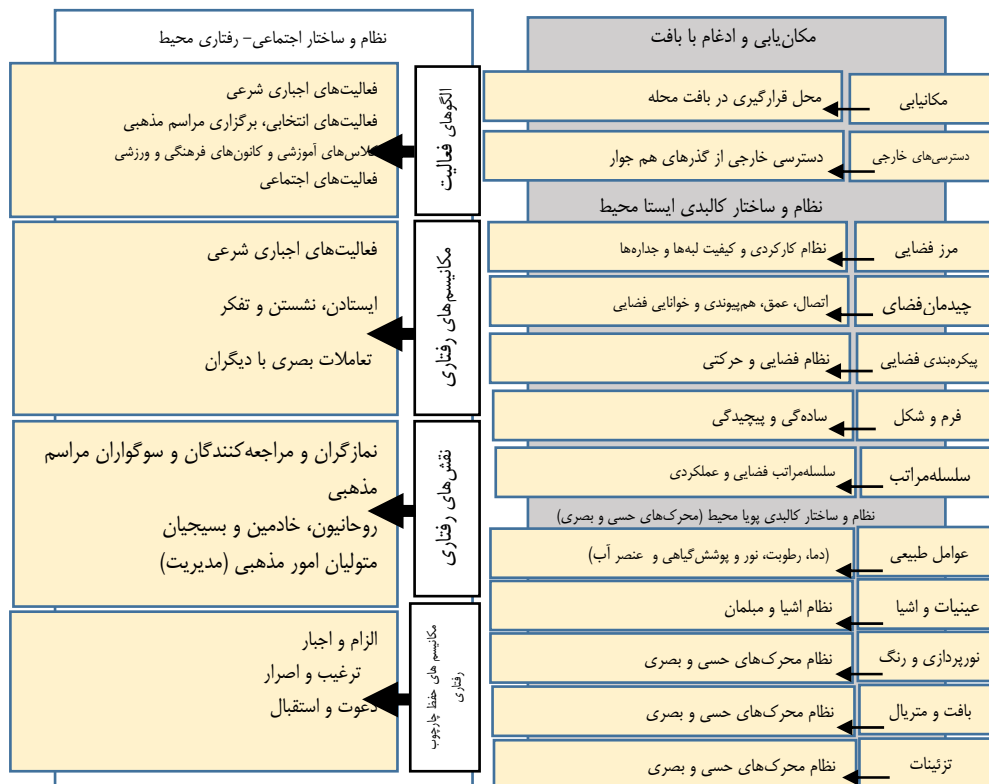 مکان‌یابی و ادغام با بافت
مکانیابی
محل قرارگیری در بافت محله
دسترسی‌های خارجی
دسترسی خارجی از گذرهای هم جوار
نظام و ساختار کالبدی ایستا محیط
مرز فضایی
نظام کارکردی و کیفیت لبه‌ها و جداره‌ها
چیدمان‌فضای
اتصال، عمق، هم‌پیوندی و خوانایی فضایی
پیکره‌بندی فضایی
نظام فضایی و حرکتی
فرم و شکل
ساده‌گی و پیچیدگی
سلسله‌مراتب
سلسله‌مراتب فضایی و عملکردی
نظام و ساختار کالبدی پویا محیط (محرک‌های حسی و بصری)
عوامل طبیعی
(دما، رطوبت، نور و پوشش‌گیاهی و عنصر آب)
عینیات و اشیا
نظام اشیا و مبلمان
نورپردازی و رنگ
نظام محرک‌های حسی و بصری
بافت و متریال
نظام محرک‌های حسی و بصری
تزئینات
نظام محرک‌های حسی و بصری
نظام و ساختار اجتماعی- رفتاری محیط
الگوهای فعالیت
فعالیت‌های اجباری شرعی
فعالیت‌های انتخابی، برگزاری مراسم مذهبی
کلاس‌های آموزشی و کانون‌های فرهنگی و ورزشی
فعالیت‌های اجتماعی
مکانیسم‌های رفتاری
فعالیت‌های اجباری شرعی
ایستادن، نشستن و تفکر
تعاملات بصری با دیگران
نقش‌های رفتاری
نمازگران و مراجعه‌کنندگان و سوگواران مراسم
مذهبی
روحانیون، خادمین و بسیجیان
متولیان امور مذهبی (مدیریت)
مکانیسم های حفظ چارچوب
رفتاری
الزام و اجبار
ترغیب و اصرار
دعوت و استقبال